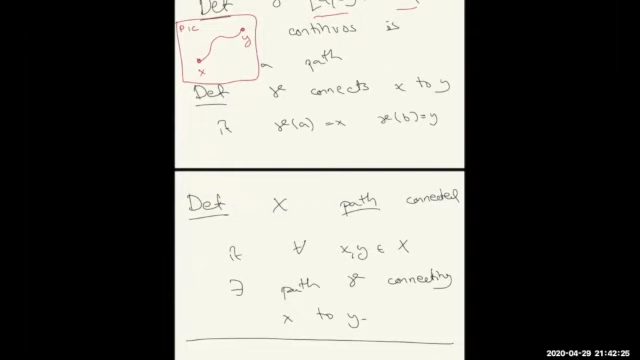 Def
PIC
continuos is
x y
a path
Def γ connects x to y
if γ(a) = x γ(b) = y
Def X path connected
if ∀ x, y ∈ X
∃ path γ connecting
x to y.
2020-04-29 21:42:25